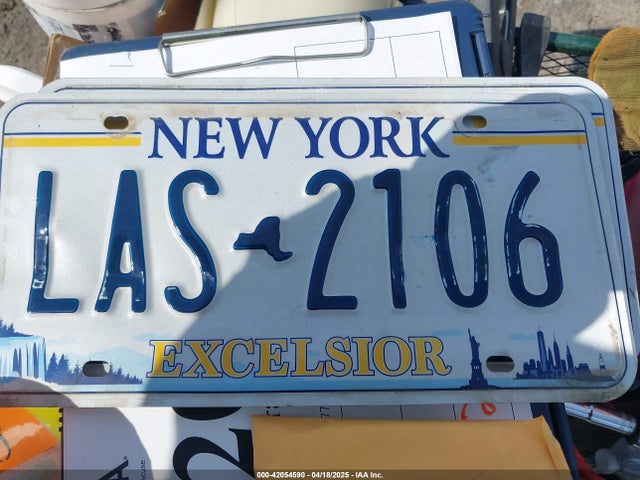 NEW YORK
LAS 2106
EXCELSIOR
000-42054590 - 04/18/2025 - IAA Inc.